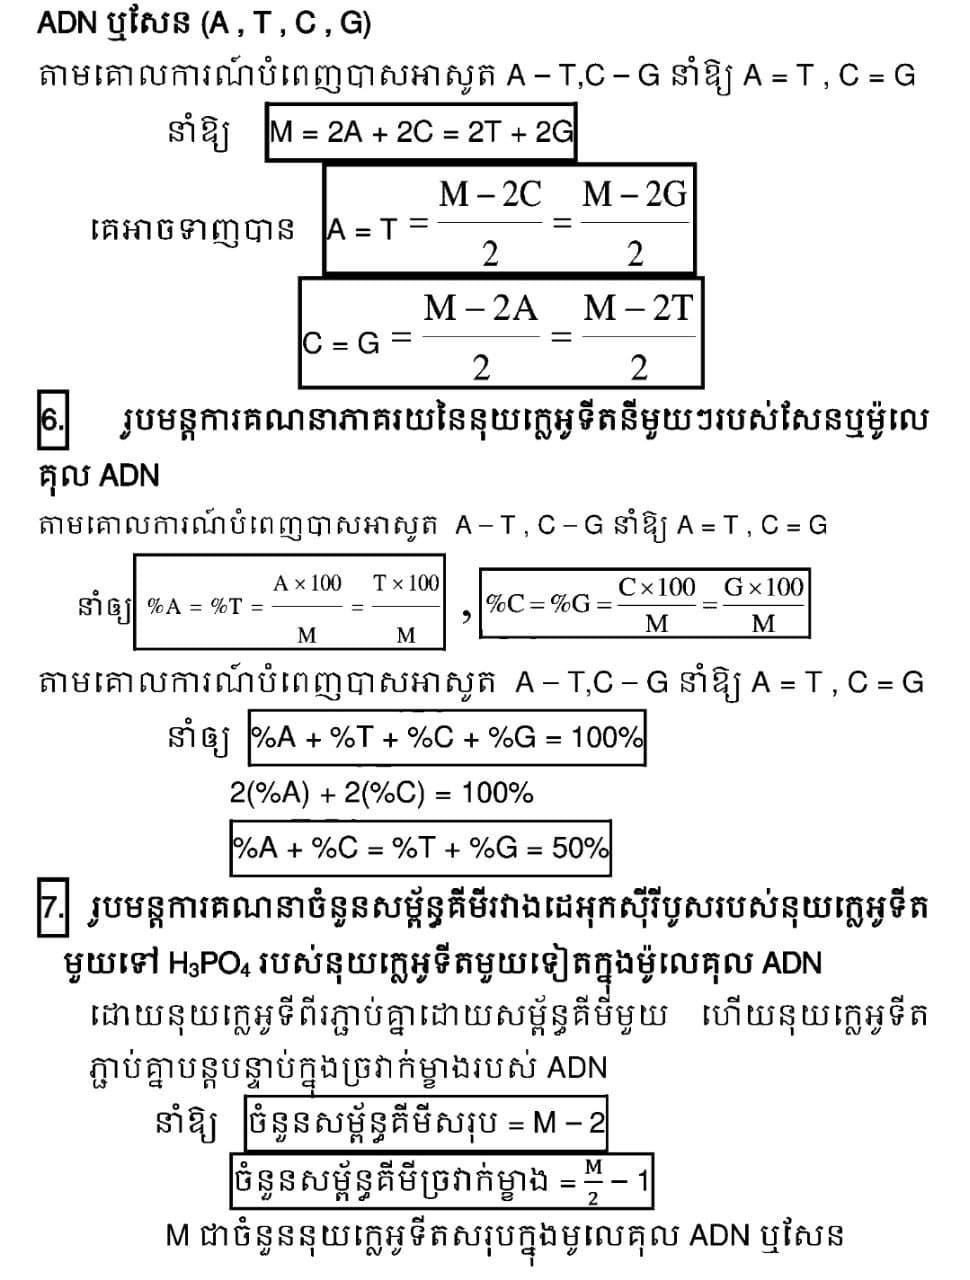 ADN ឬសែន (A , T , C , G)
តាមគោលការណ៍បំពេញបាសអាសូត A – T,C – G នាំឱ្យ A = T , C = G
នាំឱ្យ M = 2A + 2C = 2T + 2G
គេអាចទាញបាន A = T = (M – 2C)/2 = (M – 2G)/2
C = G = (M – 2A)/2 = (M – 2T)/2
6. រូបមន្តការគណនាភាគរយនៃនុយក្លេអូទីតនីមួយៗរបស់សែនឬម៉ូលេ
គុល ADN
តាមគោលការណ៍បំពេញបាសអាសូត A – T , C – G នាំឱ្យ A = T , C = G
នាំឲ្យ %A = %T = (A × 100)/M = (T × 100)/M , %C = %G = (C×100)/M = (G×100)/M
តាមគោលការណ៍បំពេញបាសអាសូត A – T,C – G នាំឱ្យ A = T , C = G
នាំឲ្យ %A + %T + %C + %G = 100%
2(%A) + 2(%C) = 100%
%A + %C = %T + %G = 50%
7. រូបមន្តការគណនាចំនួនសម្ព័ន្ធគីមីរវាងដេអុកស៊ីរីបូសរបស់នុយក្លេអូទីត
មួយទៅ H₃PO₄ របស់នុយក្លេអូទីតមួយទៀតក្នុងម៉ូលេគុល ADN
ដោយនុយក្លេអូទីពីរភ្ជាប់គ្នាដោយសម្ព័ន្ធគីមីមួយ ហើយនុយក្លេអូទីត
ភ្ជាប់គ្នាបន្តបន្ទាប់ក្នុងច្រវាក់ម្ខាងរបស់ ADN
នាំឱ្យ ចំនួនសម្ព័ន្ធគីមីសរុប = M – 2
ចំនួនសម្ព័ន្ធគីមីច្រវាក់ម្ខាង = M/2 – 1
M ជាចំនួននុយក្លេអូទីតសរុបក្នុងមូលេគុល ADN ឬសែន